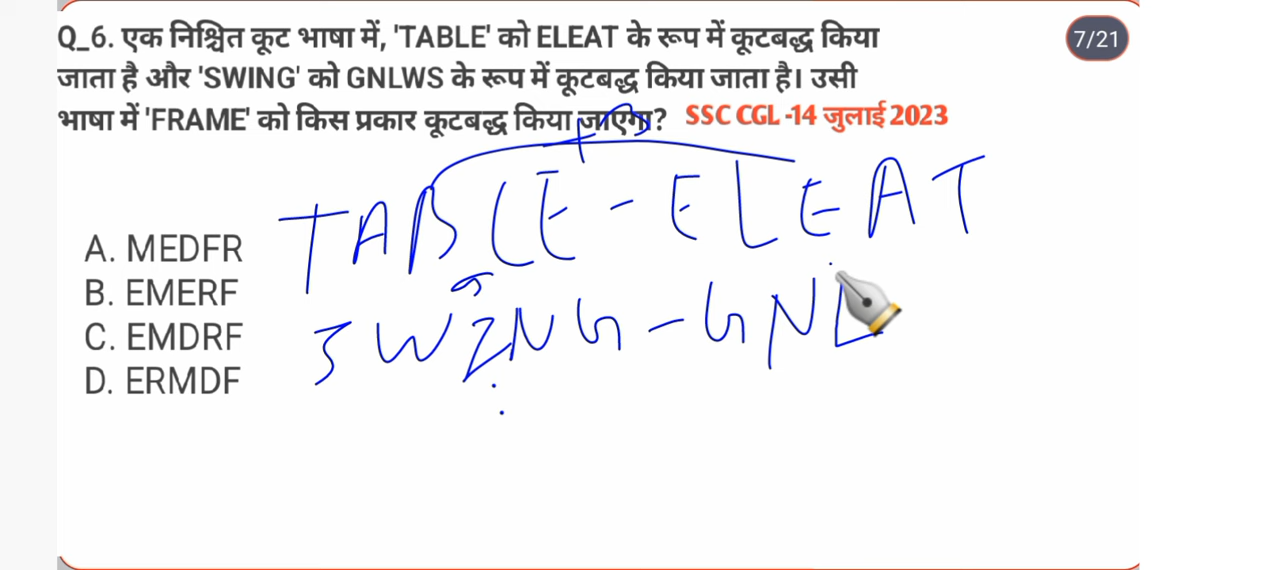 Q_6. एक निश्चित कूट भाषा में, 'TABLE' को ELEAT के रूप में कूटबद्ध किया
7/21
जाता है और 'SWING' को GNLWS के रूप में कूटबद्ध किया जाता है। उसी
भाषा में 'FRAME' को किस प्रकार कूटबद्ध किया जाएगा? SSC CGL -14 जुलाई 2023
TABLE - ELEAT
A. MEDFR
B. EMERF
SWING - GNL
C. EMDRF
D. ERMDF